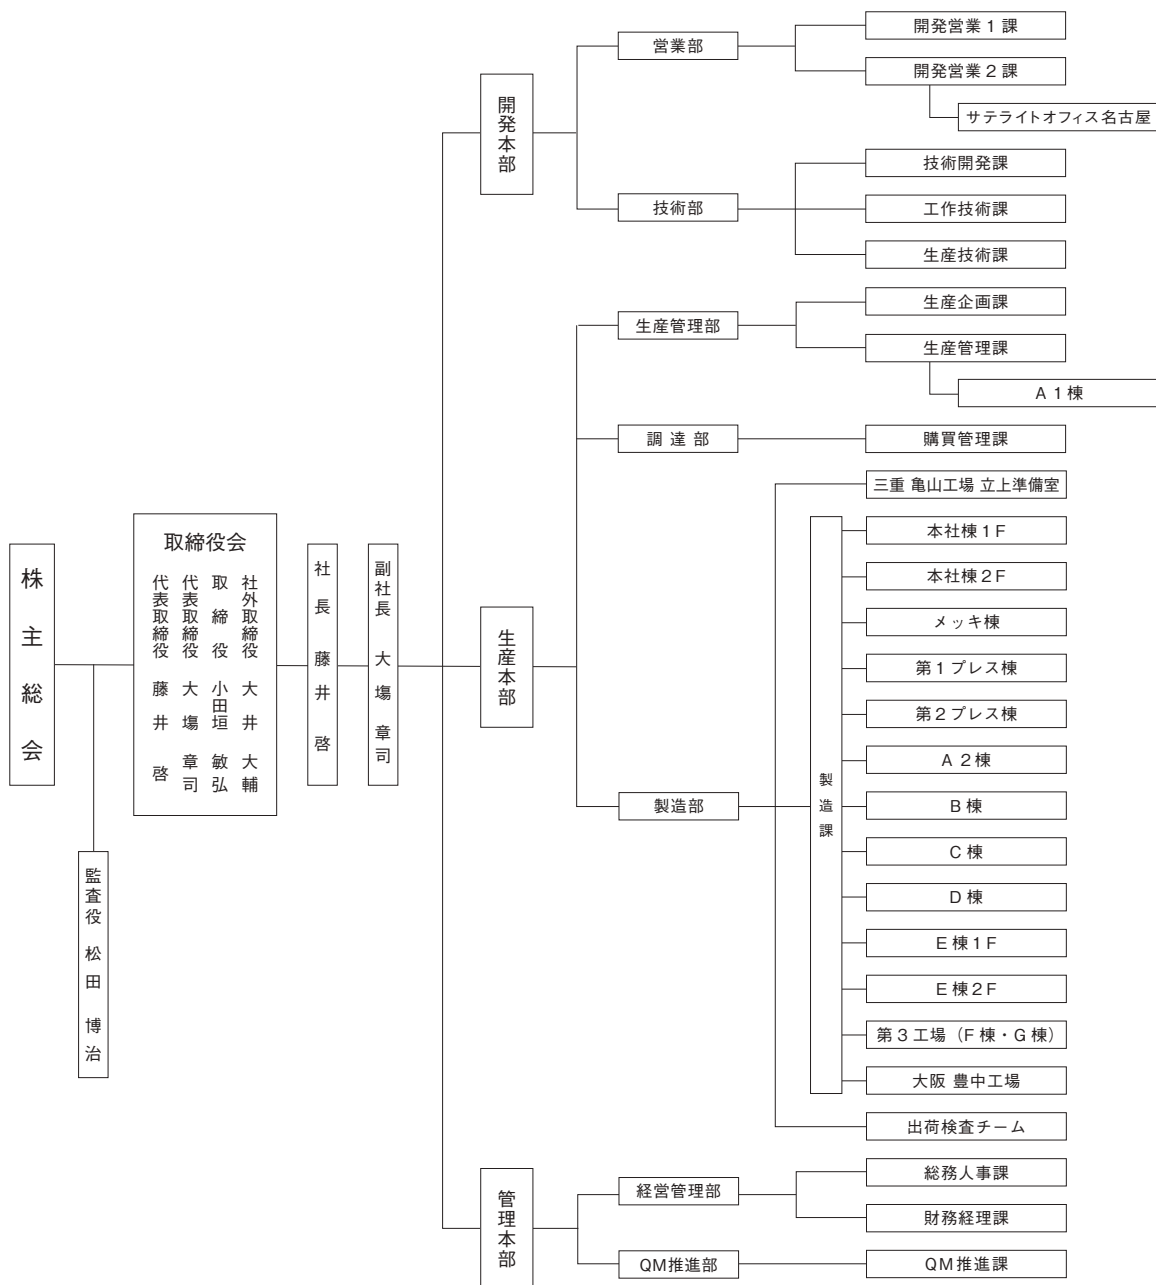 株主総会
監査役 松田 博治
取締役会
代表取締役 藤井 啓
代表取締役 大塲 章司
取締役 小田垣 敏弘
社外取締役 大井 大輔
社長 藤井 啓
副社長 大塲 章司
開発本部
営業部
開発営業1課
開発営業2課
サテライトオフィス名古屋
技術部
技術開発課
工作技術課
生産技術課
生産本部
生産管理部
生産企画課
生産管理課
A1棟
調達部
購買管理課
製造部
三重 亀山工場 立上準備室
製造課
本社棟1F
本社棟2F
メッキ棟
第1プレス棟
第2プレス棟
A2棟
B棟
C棟
D棟
E棟1F
E棟2F
第3工場（F棟・G棟）
大阪 豊中工場
出荷検査チーム
管理本部
経営管理部
総務人事課
財務経理課
QM推進部
QM推進課